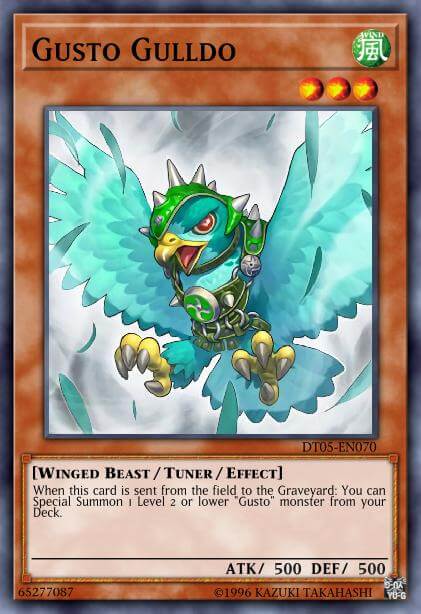 Gusto Gulldo
WIND
風
DT05-EN070
[Winged Beast / Tuner / Effect]
When this card is sent from the field to the Graveyard: You can
Special Summon 1 Level 2 or lower "Gusto" monster from your
Deck.
ATK/ 500 DEF/ 500
65277087
©1996 KAZUKI TAKAHASHI